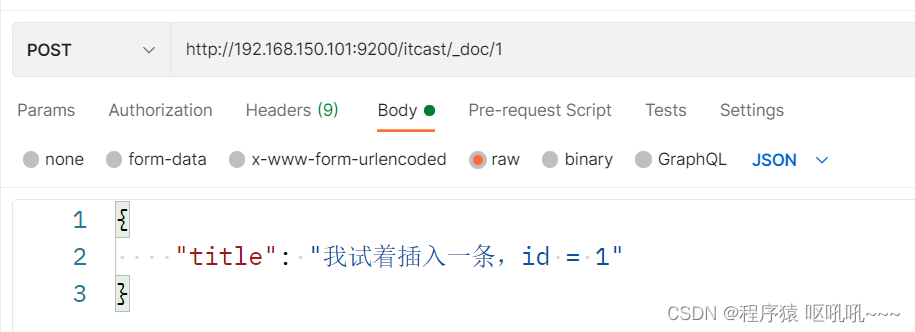 POST http://192.168.150.101:9200/itcast/_doc/1
Params Authorization Headers (9) Body Pre-request Script Tests Settings
none form-data x-www-form-urlencoded raw binary GraphQL JSON
1 {
2 "title": "我试着插入一条，id = 1"
3 }
CSDN @程序猿 呕吼吼~~~